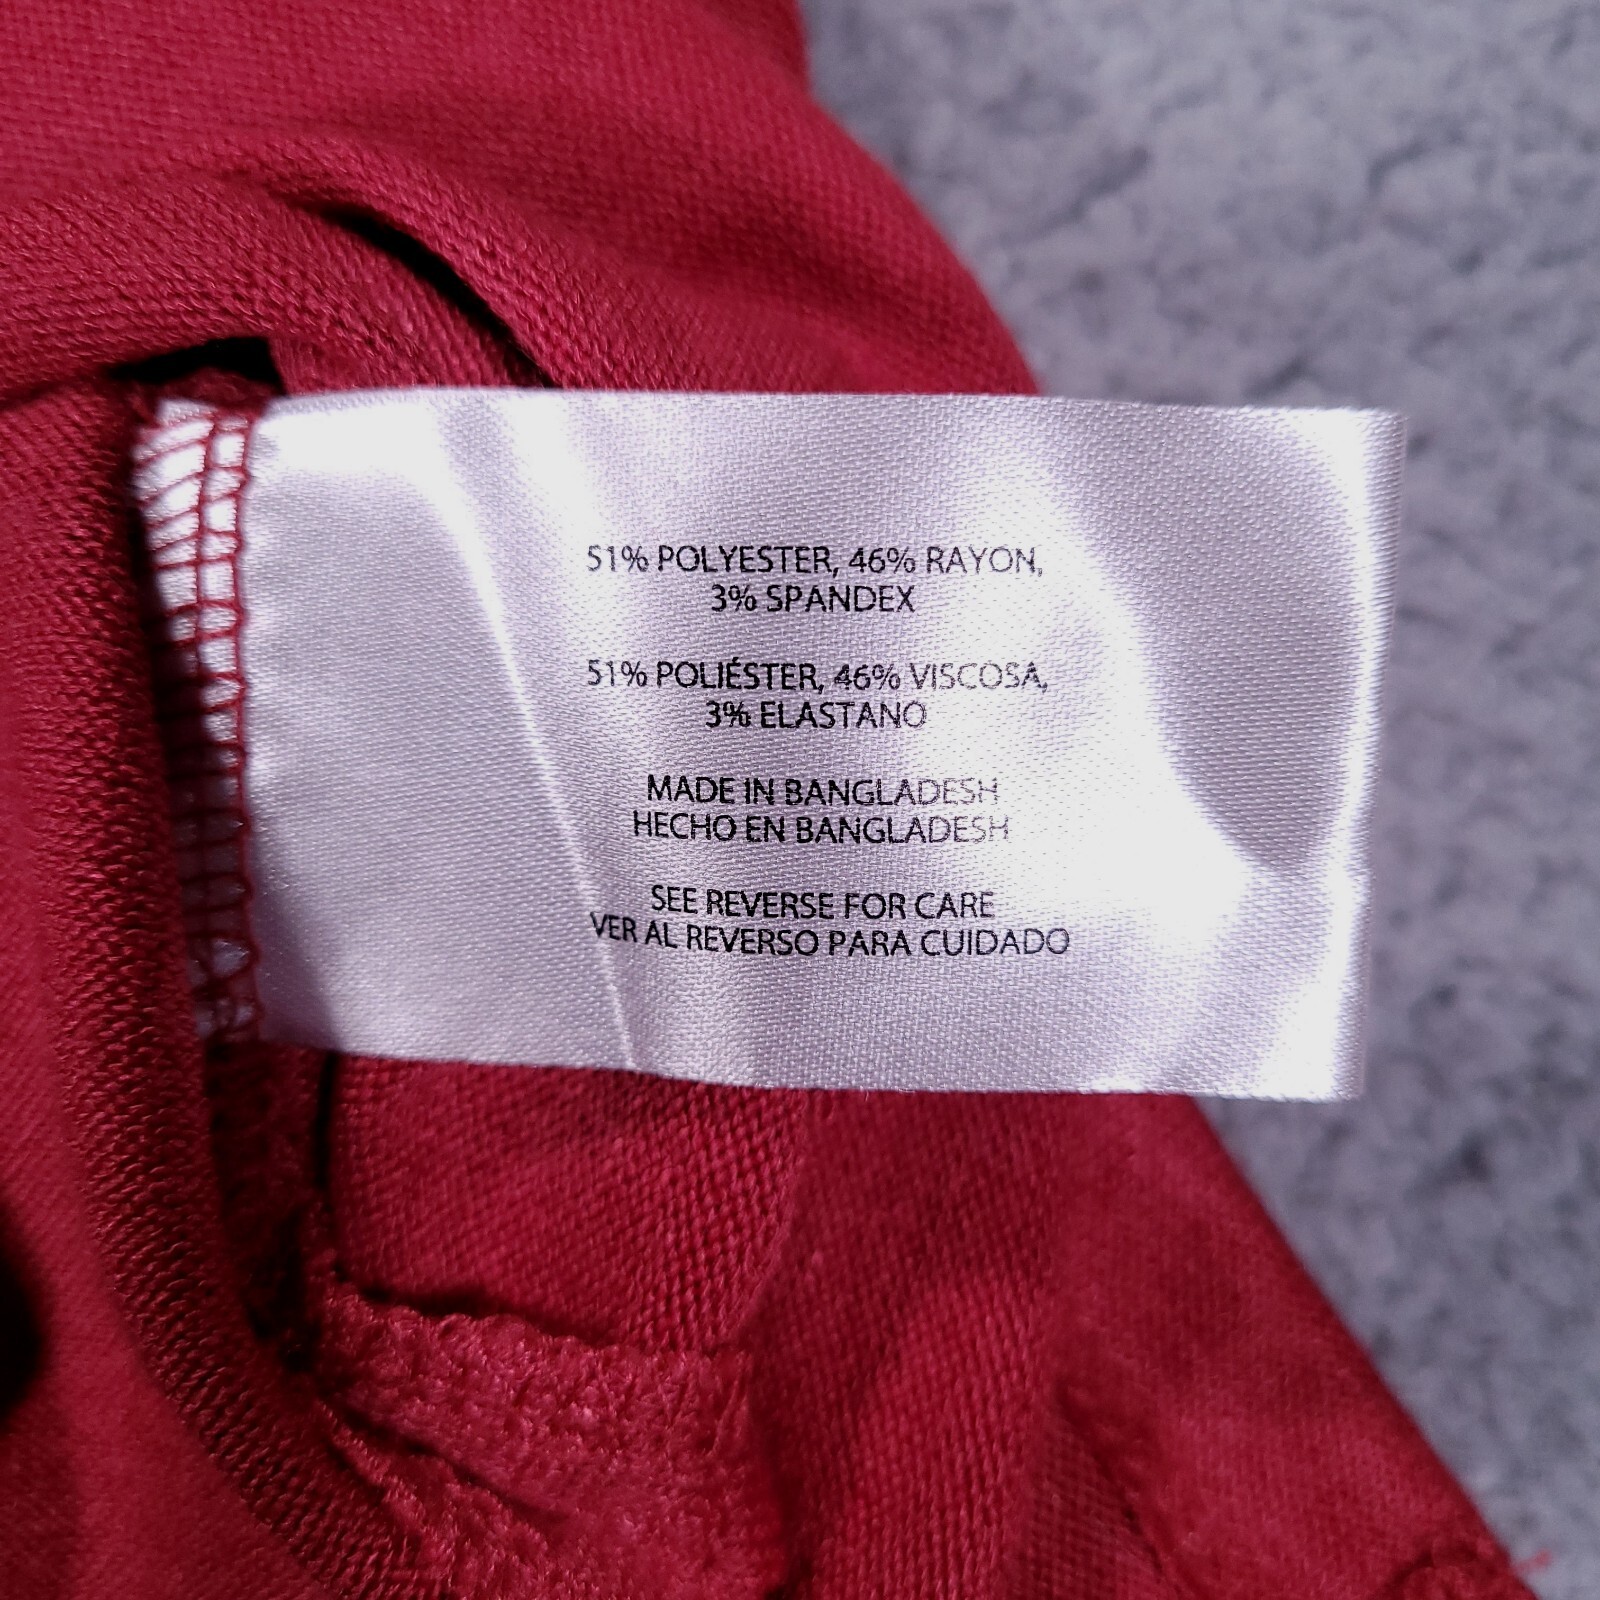 51% POLYESTER, 46% RAYON,
3% SPANDEX
51% POLIÉSTER, 46% VISCOSA,
3% ELASTANO
MADE IN BANGLADESH
HECHO EN BANGLADESH
SEE REVERSE FOR CARE
VER AL REVERSO PARA CUIDADO